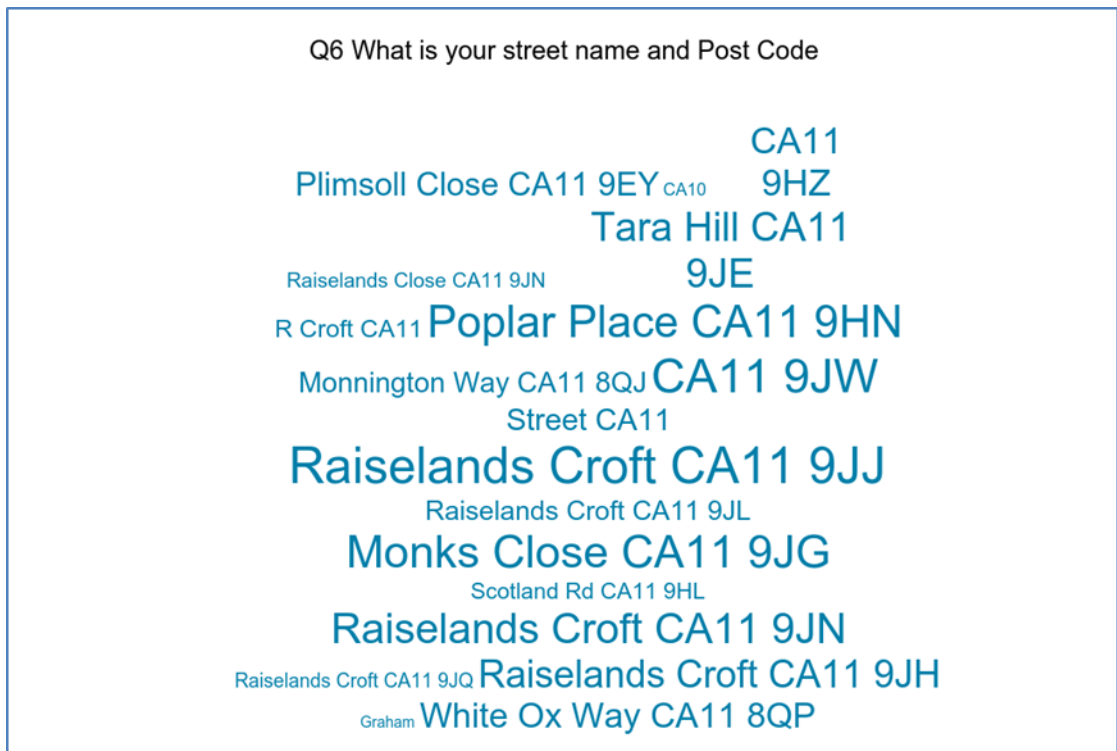 Q6 What is your street name and Post Code
CA11
Plimsoll Close CA11 9EY CA10 9HZ
Tara Hill CA11
Raiselands Close CA11 9JN 9JE
R Croft CA11 Poplar Place CA11 9HN
Monnington Way CA11 8QJ CA11 9JW
Street CA11
Raiselands Croft CA11 9JJ
Raiselands Croft CA11 9JL
Monks Close CA11 9JG
Scotland Rd CA11 9HL
Raiselands Croft CA11 9JN
Raiselands Croft CA11 9JQ Raiselands Croft CA11 9JH
Graham White Ox Way CA11 8QP